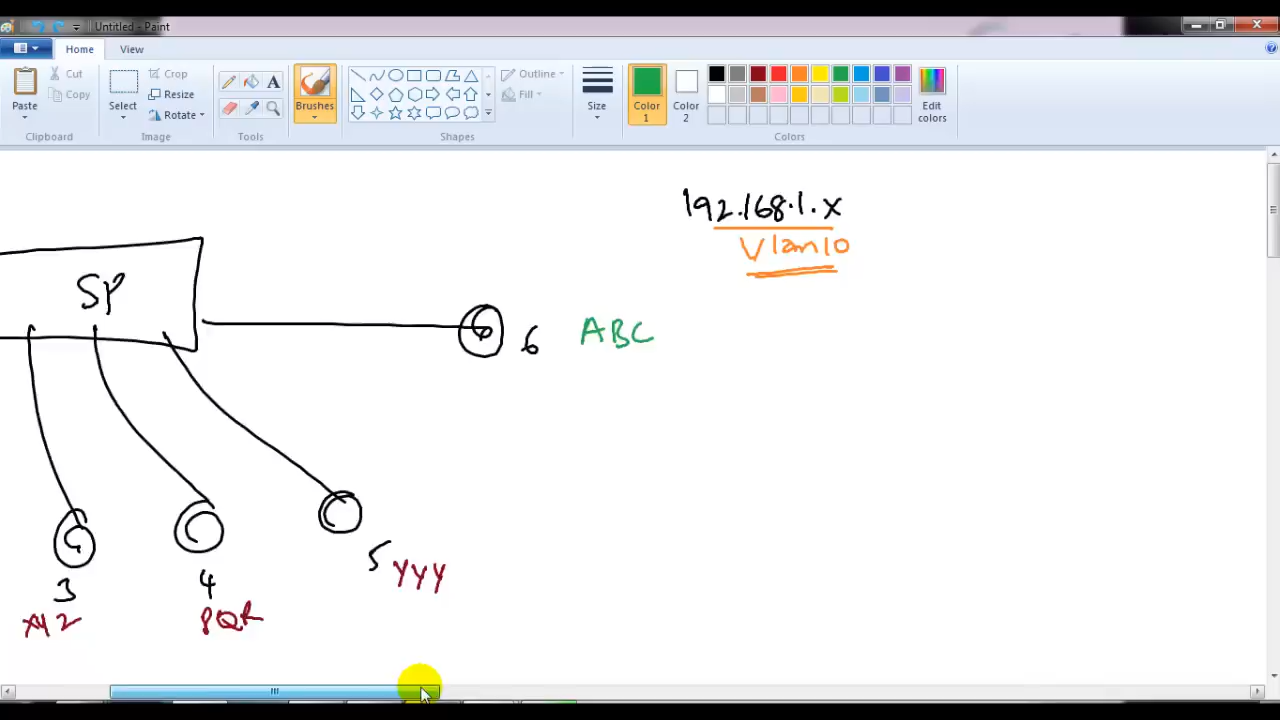 Untitled - Paint
Home
View
Paste
Cut
Copy
Clipboard
Select
Crop
Resize
Rotate
Image
Tools
Brushes
Outline
Fill
Shapes
Size
Color
1
Color
2
Edit
colors
Colors
192.168.1.x
Vlan10
SP
6 ABC
5 YYY
3
4
XYZ
PQR